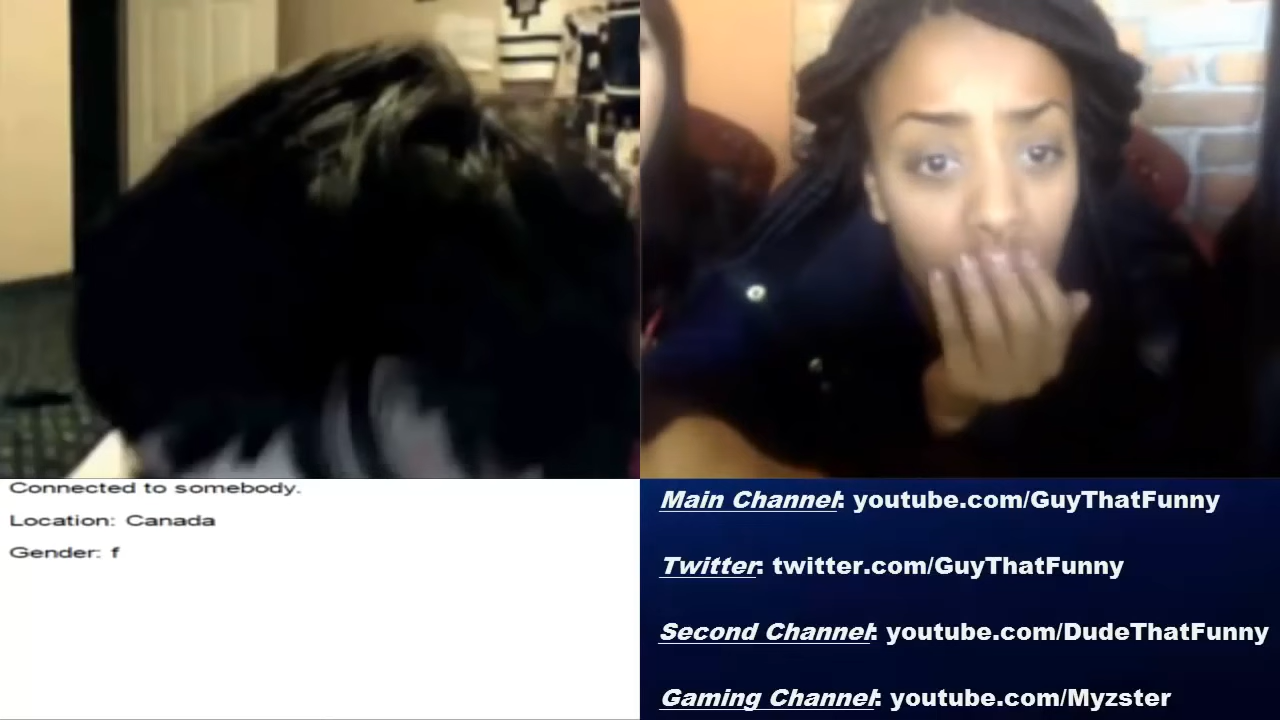 Connected to somebody.
Location: Canada
Gender: f
Main Channel: youtube.com/GuyThatFunny
Twitter: twitter.com/GuyThatFunny
Second Channel: youtube.com/DudeThatFunny
Gaming Channel: youtube.com/Myzster